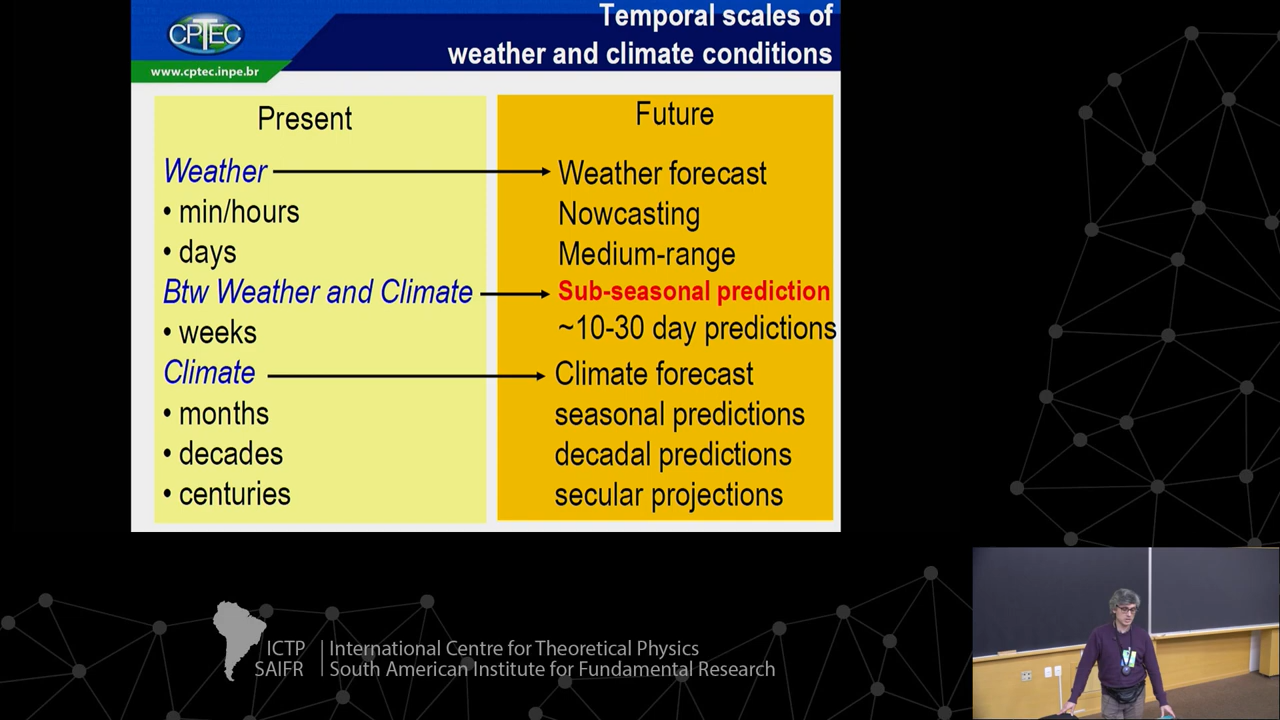 Temporal scales of
weather and climate conditions
CPTEC
www.cptec.inpe.br
Present
Weather
• min/hours
• days
Btw Weather and Climate
• weeks
Climate
• months
• decades
• centuries
Future
Weather forecast
Nowcasting
Medium-range
Sub-seasonal prediction
~10-30 day predictions
Climate forecast
seasonal predictions
decadal predictions
secular projections
ICTP
SAIFR
International Centre for Theoretical Physics
South American Institute for Fundamental Research